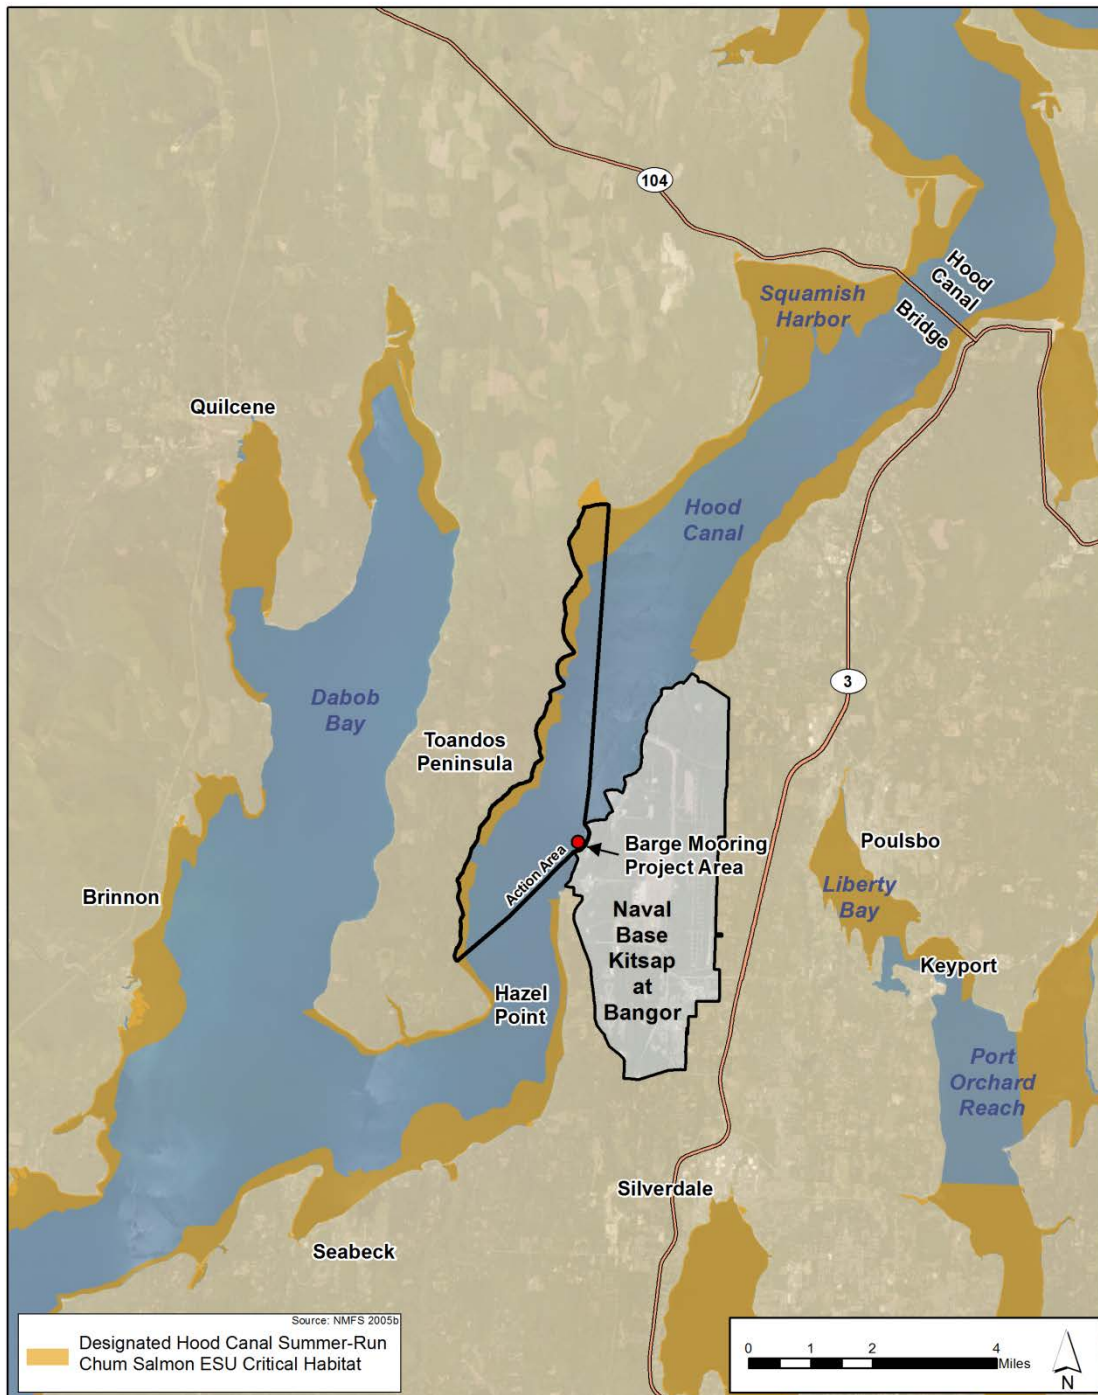 104
Hood
Canal
Bridge
Squamish
Harbor
Quilcene
Hood
Canal
3
Dabob
Bay
Toandos
Peninsula
Barge Mooring
Project Area
Action Area
Poulsbo
Liberty
Bay
Brinnon
Naval
Base
Kitsap
at
Bangor
Keyport
Hazel
Point
Port
Orchard
Reach
Silverdale
Seabeck
Source: NMFS 2005b
Designated Hood Canal Summer-Run
Chum Salmon ESU Critical Habitat
0 1 2 4
Miles
N